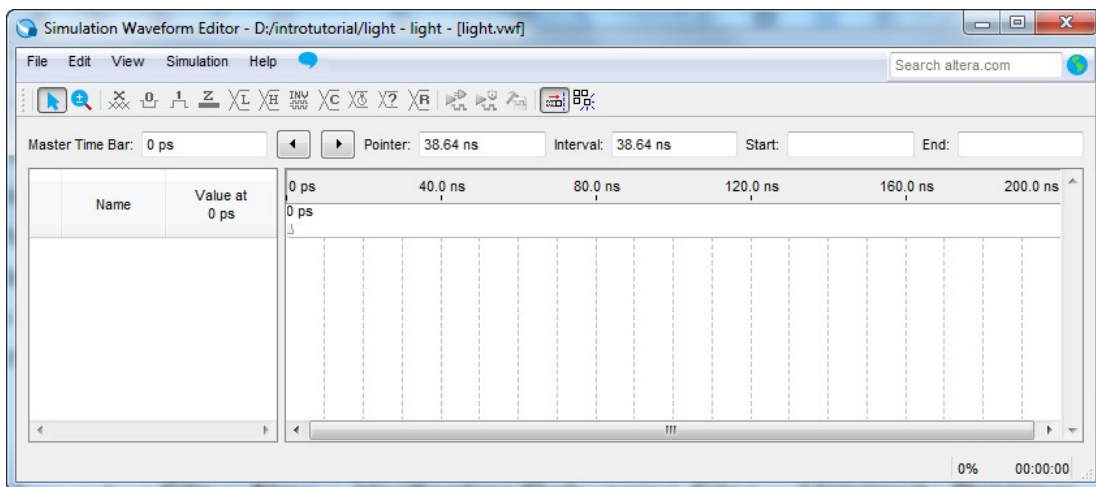 Simulation Waveform Editor - D:/introtutorial/light - light - [light.vwf]
File Edit View Simulation Help
Search altera.com
Master Time Bar: 0 ps Pointer: 38.64 ns Interval: 38.64 ns Start: End:
Name
Value at
0 ps
0 ps 40.0 ns 80.0 ns 120.0 ns 160.0 ns 200.0 ns
0 ps
0% 00:00:00